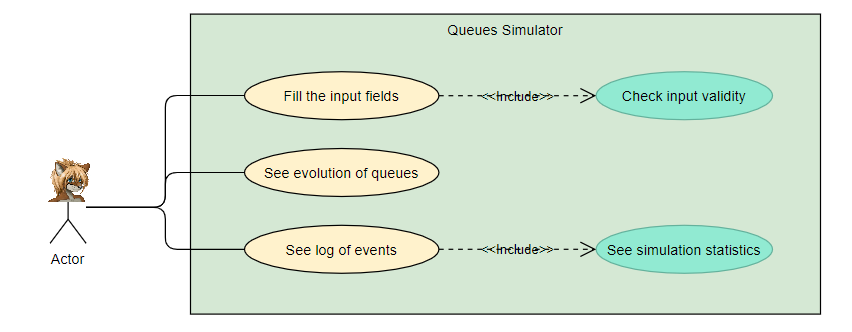 Queues Simulator
Fill the input fields
<<Include>>
Check input validity
See evolution of queues
See log of events
<<Include>>
See simulation statistics
Actor